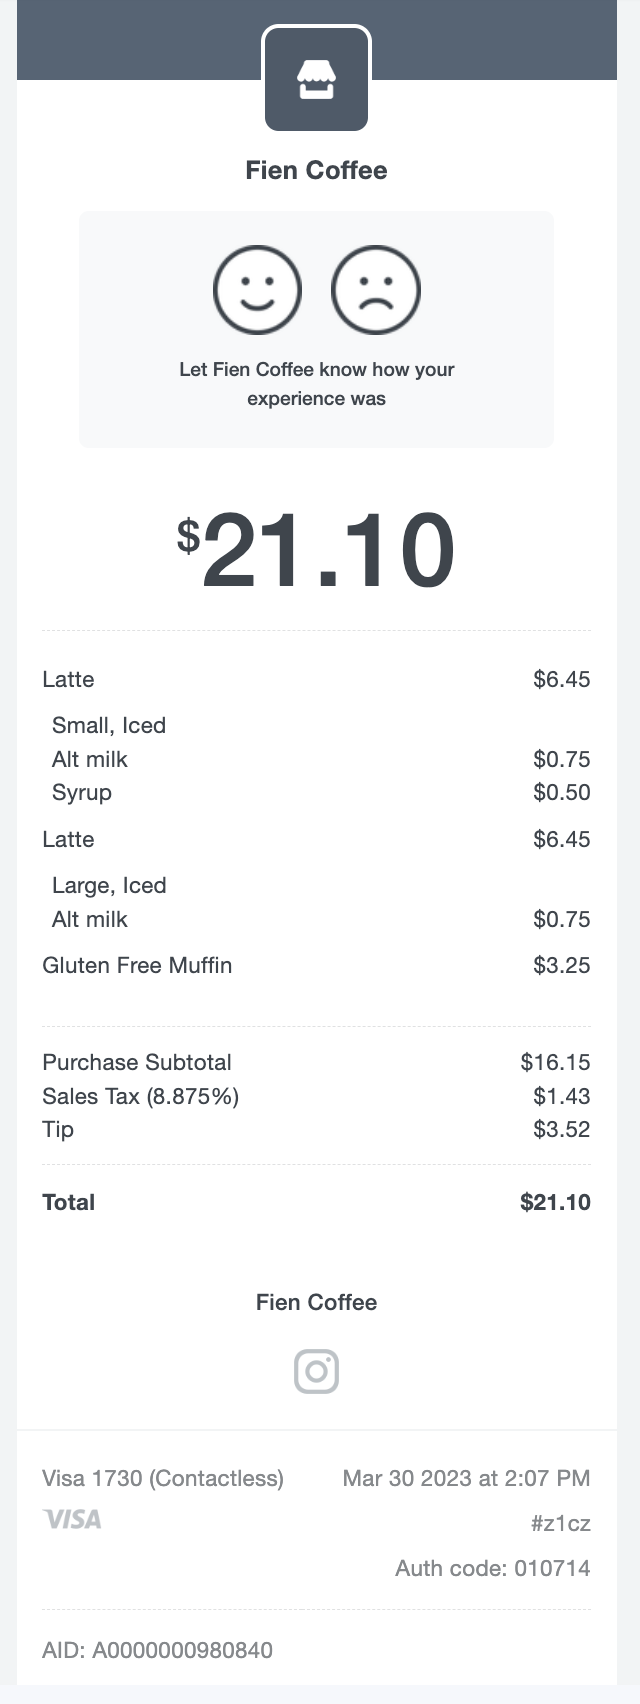 Fien Coffee
Let Fien Coffee know how your
experience was
$21.10
Latte $6.45
Small, Iced
Alt milk $0.75
Syrup $0.50
Latte $6.45
Large, Iced
Alt milk $0.75
Gluten Free Muffin $3.25
Purchase Subtotal $16.15
Sales Tax (8.875%) $1.43
Tip $3.52
Total $21.10
Fien Coffee
Visa 1730 (Contactless) Mar 30 2023 at 2:07 PM
VISA #z1cz
Auth code: 010714
AID: A0000000980840